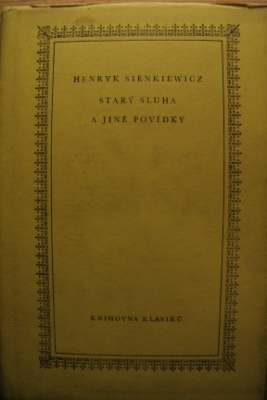 HENRYK SIENKIEWICZ
STARÝ SLUHA
A JINÉ POVÍDKY
KNIHOVNA KLASIKŮ